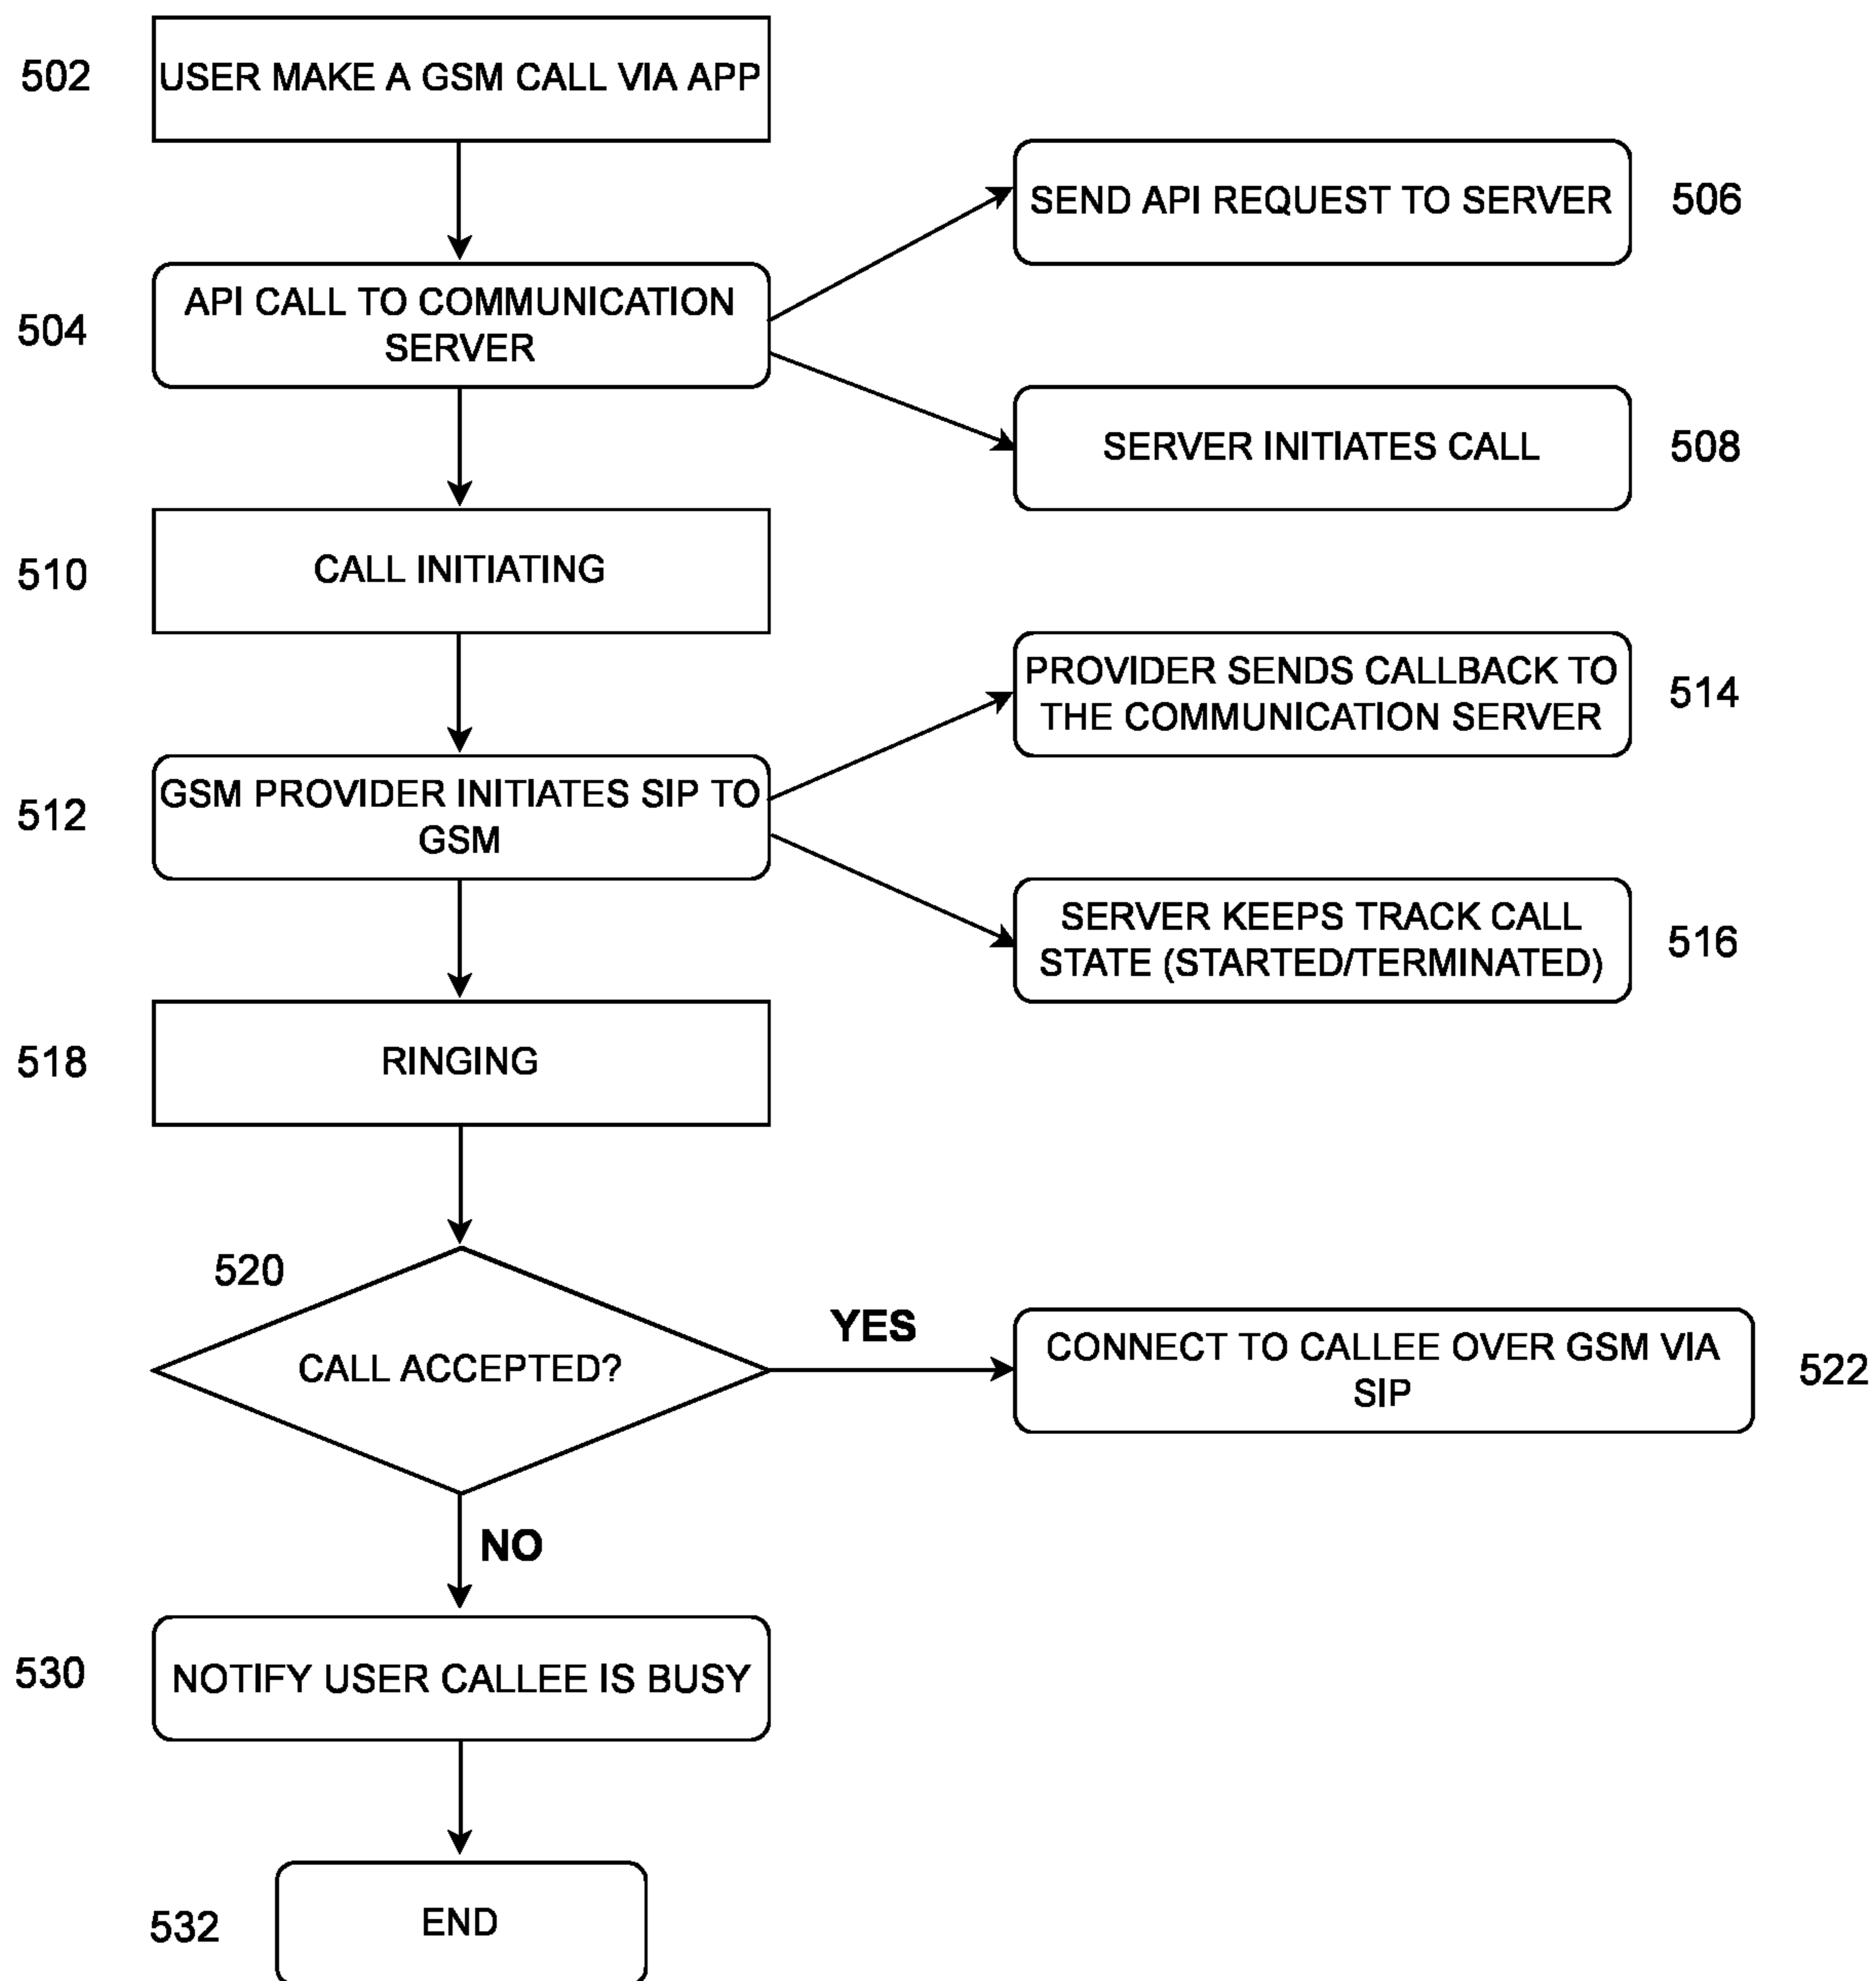 502
USER MAKE A GSM CALL VIA APP
SEND API REQUEST TO SERVER
506
504
API CALL TO COMMUNICATION
SERVER
SERVER INITIATES CALL
508
510
CALL INITIATING
PROVIDER SENDS CALLBACK TO
THE COMMUNICATION SERVER
514
512
GSM PROVIDER INITIATES SIP TO
GSM
SERVER KEEPS TRACK CALL
STATE (STARTED/TERMINATED)
516
518
RINGING
520
CALL ACCEPTED?
YES
CONNECT TO CALLEE OVER GSM VIA
SIP
522
NO
530
NOTIFY USER CALLEE IS BUSY
532
END